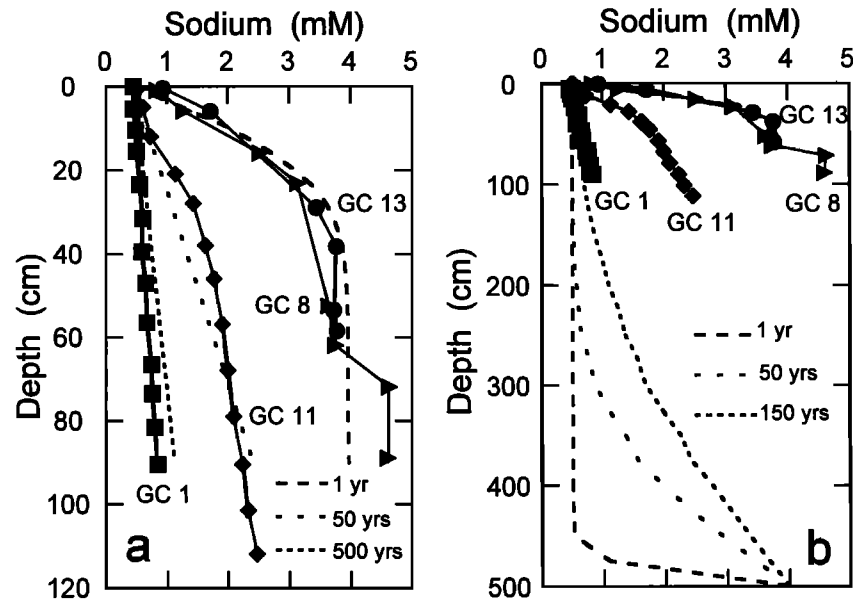 Sodium (mM)
0 1 2 3 4 5
0
20
40
60
80
100
120
Depth (cm)
GC 13
GC 8
GC 11
GC 1
1 yr
50 yrs
500 yrs
a
Sodium (mM)
0 1 2 3 4 5
0
100
200
300
400
500
Depth (cm)
GC 13
GC 8
GC 1
GC 11
1 yr
50 yrs
150 yrs
b